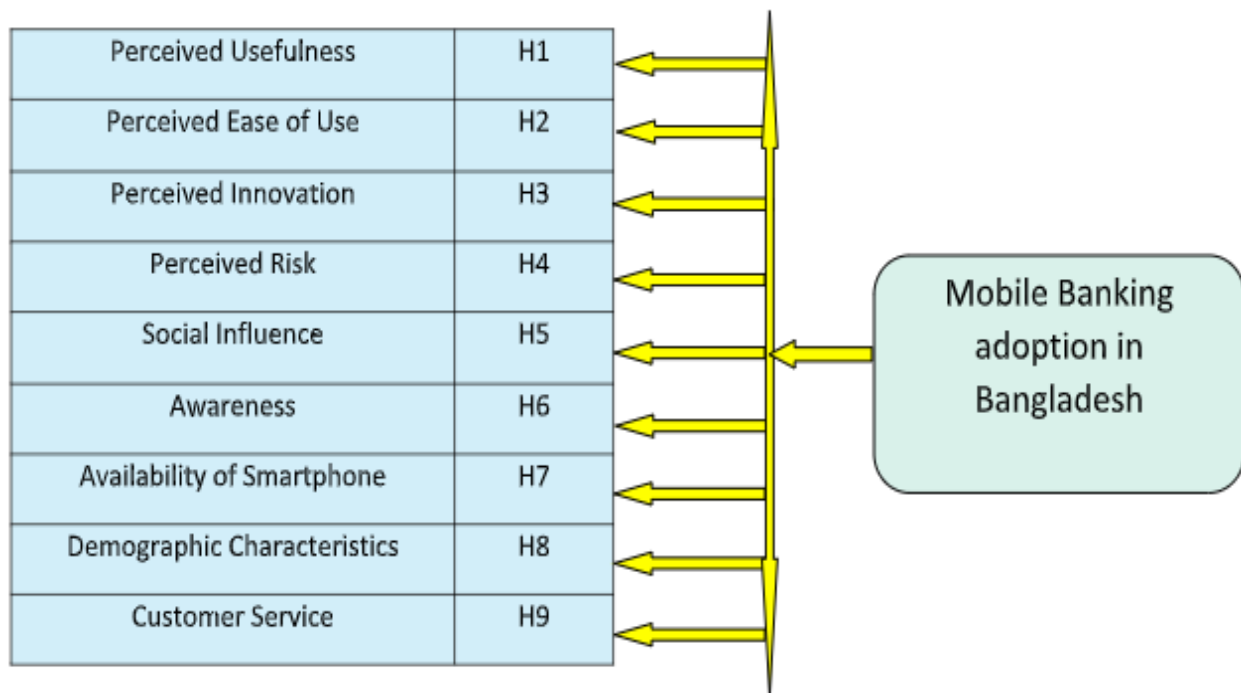 Perceived Usefulness H1
Perceived Ease of Use H2
Perceived Innovation H3
Perceived Risk H4
Social Influence H5
Awareness H6
Availability of Smartphone H7
Demographic Characteristics H8
Customer Service H9
Mobile Banking
adoption in
Bangladesh